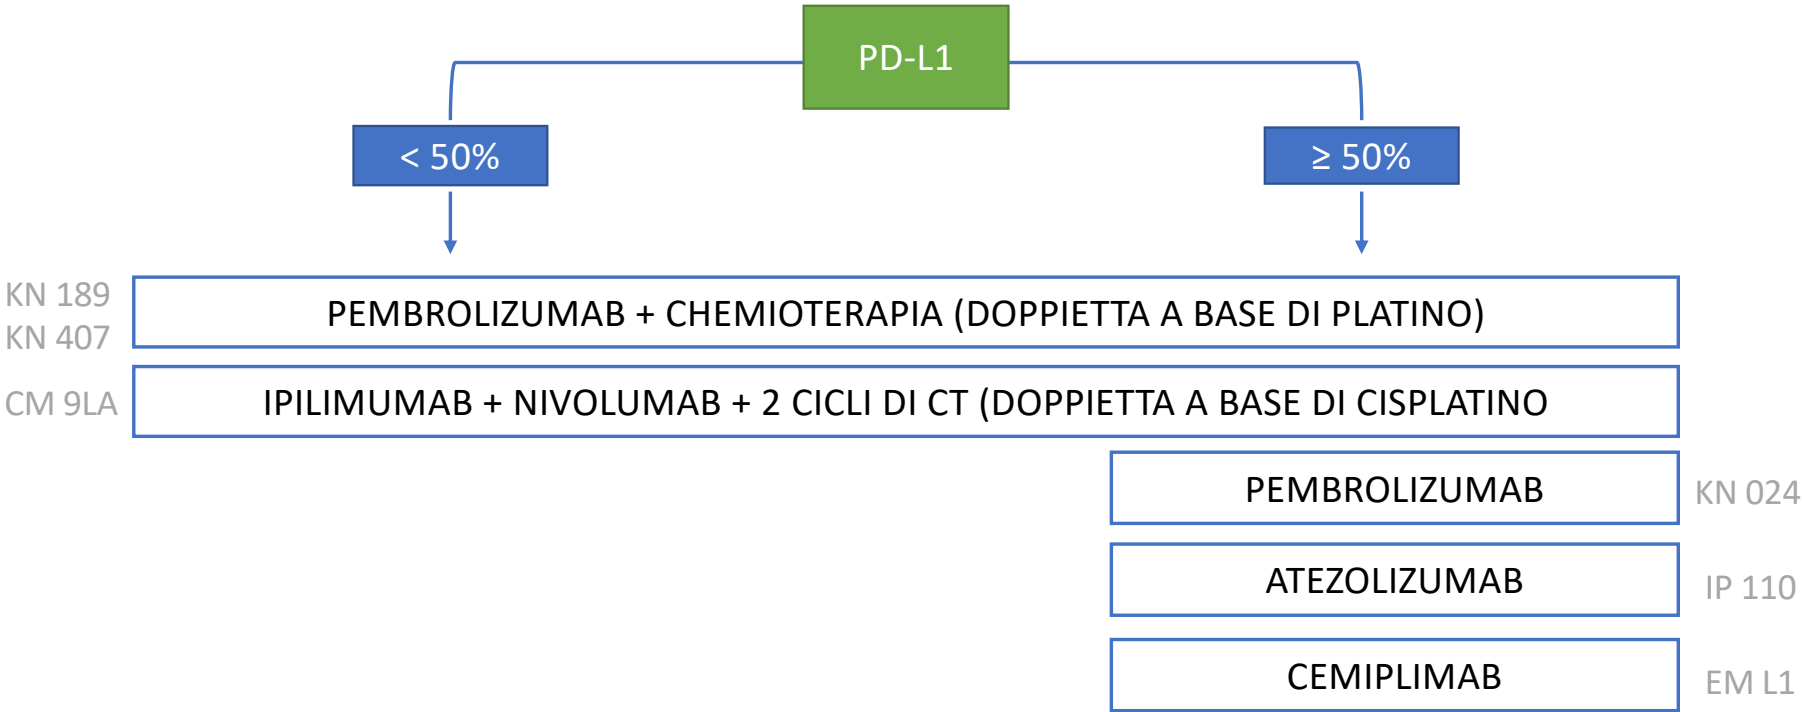 PD-L1
< 50%
≥ 50%
KN 189
KN 407
PEMBROLIZUMAB + CHEMIOTERAPIA (DOPPIETTA A BASE DI PLATINO)
CM 9LA
IPILIMUMAB + NIVOLUMAB + 2 CICLI DI CT (DOPPIETTA A BASE DI CISPLATINO
PEMBROLIZUMAB
KN 024
ATEZOLIZUMAB
IP 110
CEMIPLIMAB
EM L1